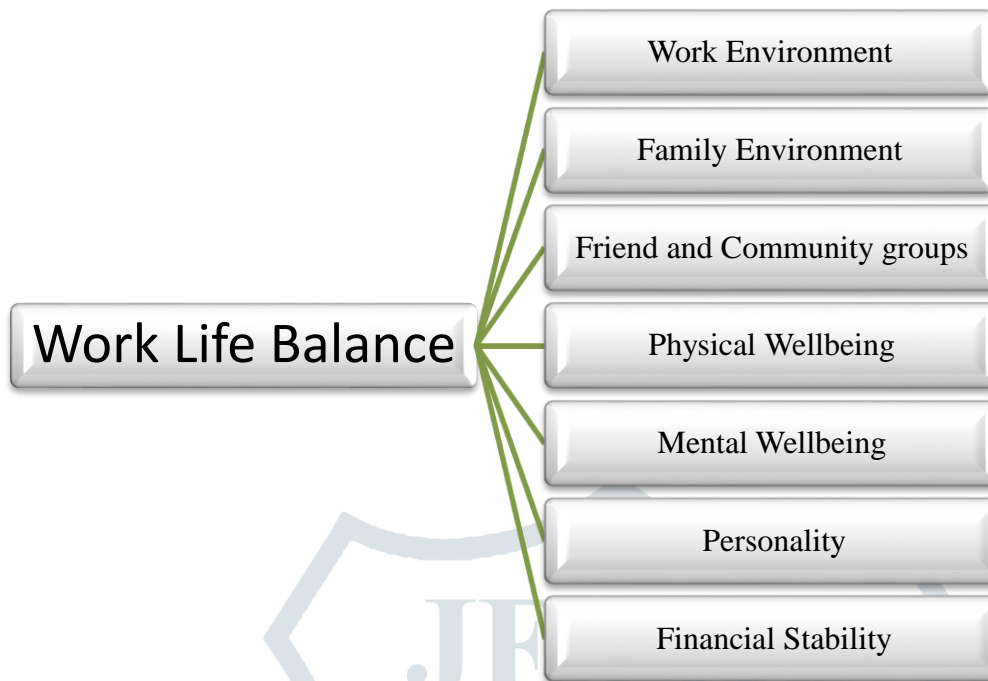 Work Environment
Family Environment
Friend and Community groups
Work Life Balance
Physical Wellbeing
Mental Wellbeing
Personality
Financial Stability